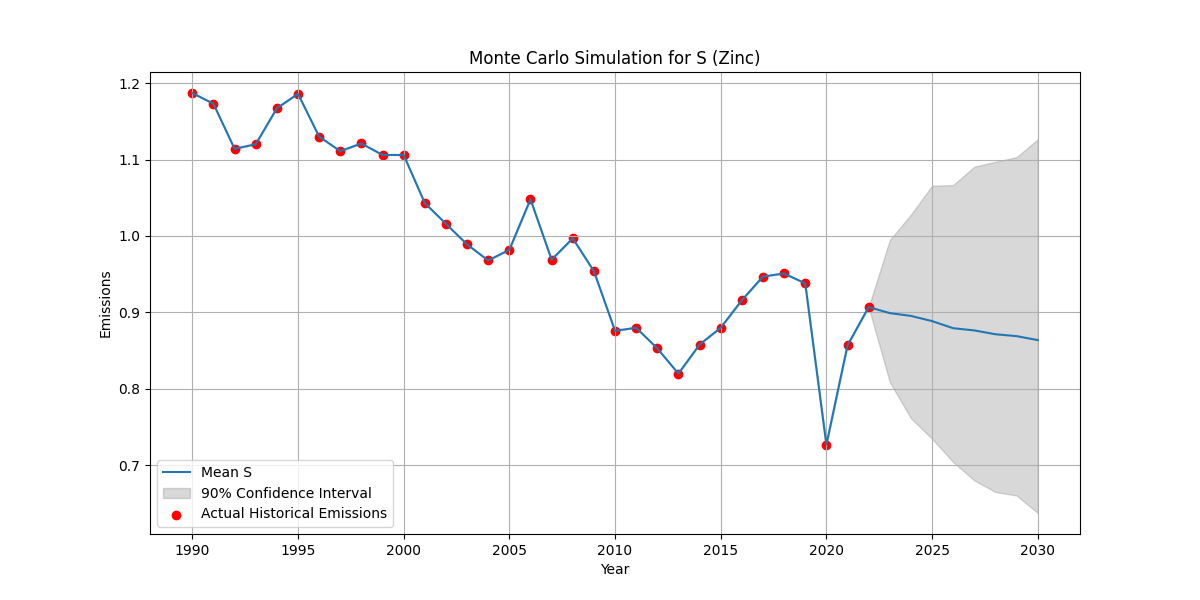 Monte Carlo Simulation for S (Zinc)
Emissions
1.2
1.1
1.0
0.9
0.8
0.7
Mean S
90% Confidence Interval
Actual Historical Emissions
1990 1995 2000 2005 2010 2015 2020 2025 2030
Year